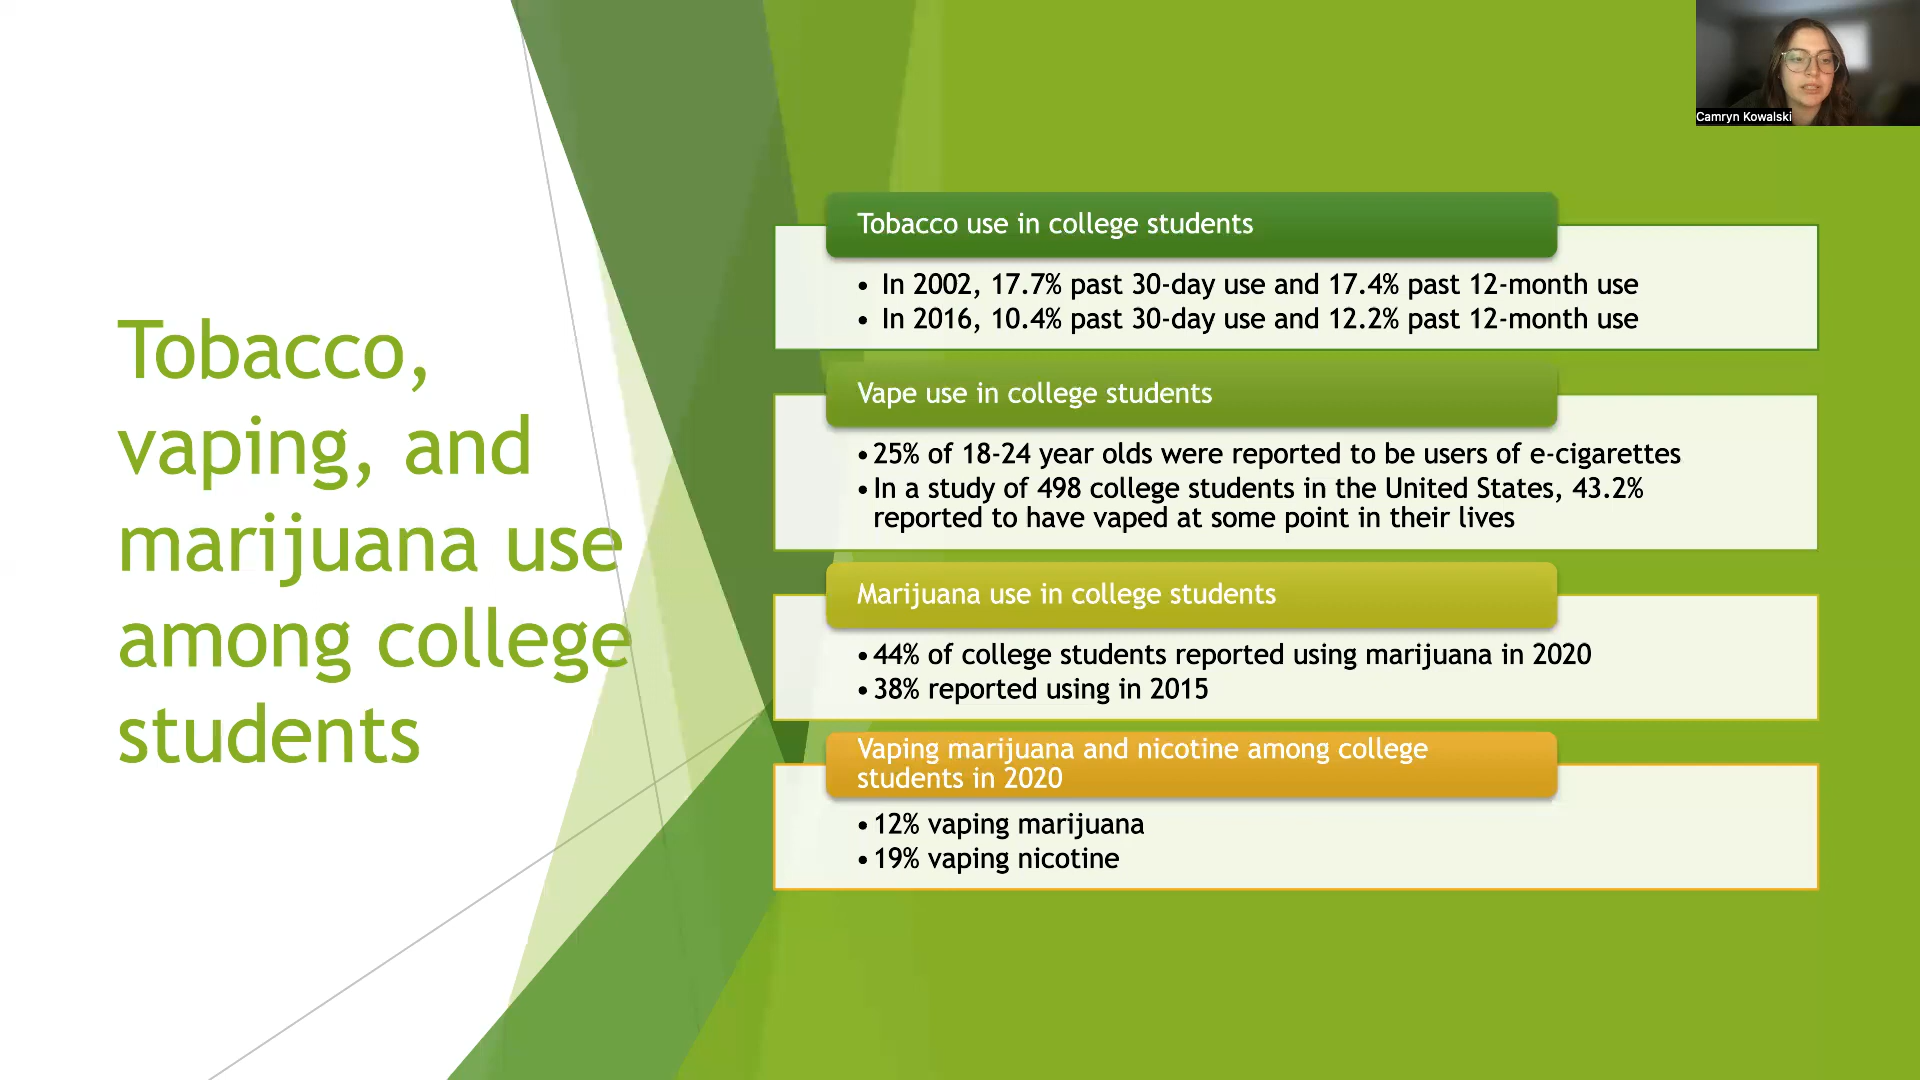 Camryn Kowalski
Tobacco,
vaping, and
marijuana use
among college
students
Tobacco use in college students
• In 2002, 17.7% past 30-day use and 17.4% past 12-month use
• In 2016, 10.4% past 30-day use and 12.2% past 12-month use
Vape use in college students
• 25% of 18-24 year olds were reported to be users of e-cigarettes
• In a study of 498 college students in the United States, 43.2%
reported to have vaped at some point in their lives
Marijuana use in college students
• 44% of college students reported using marijuana in 2020
• 38% reported using in 2015
Vaping marijuana and nicotine among college
students in 2020
• 12% vaping marijuana
• 19% vaping nicotine